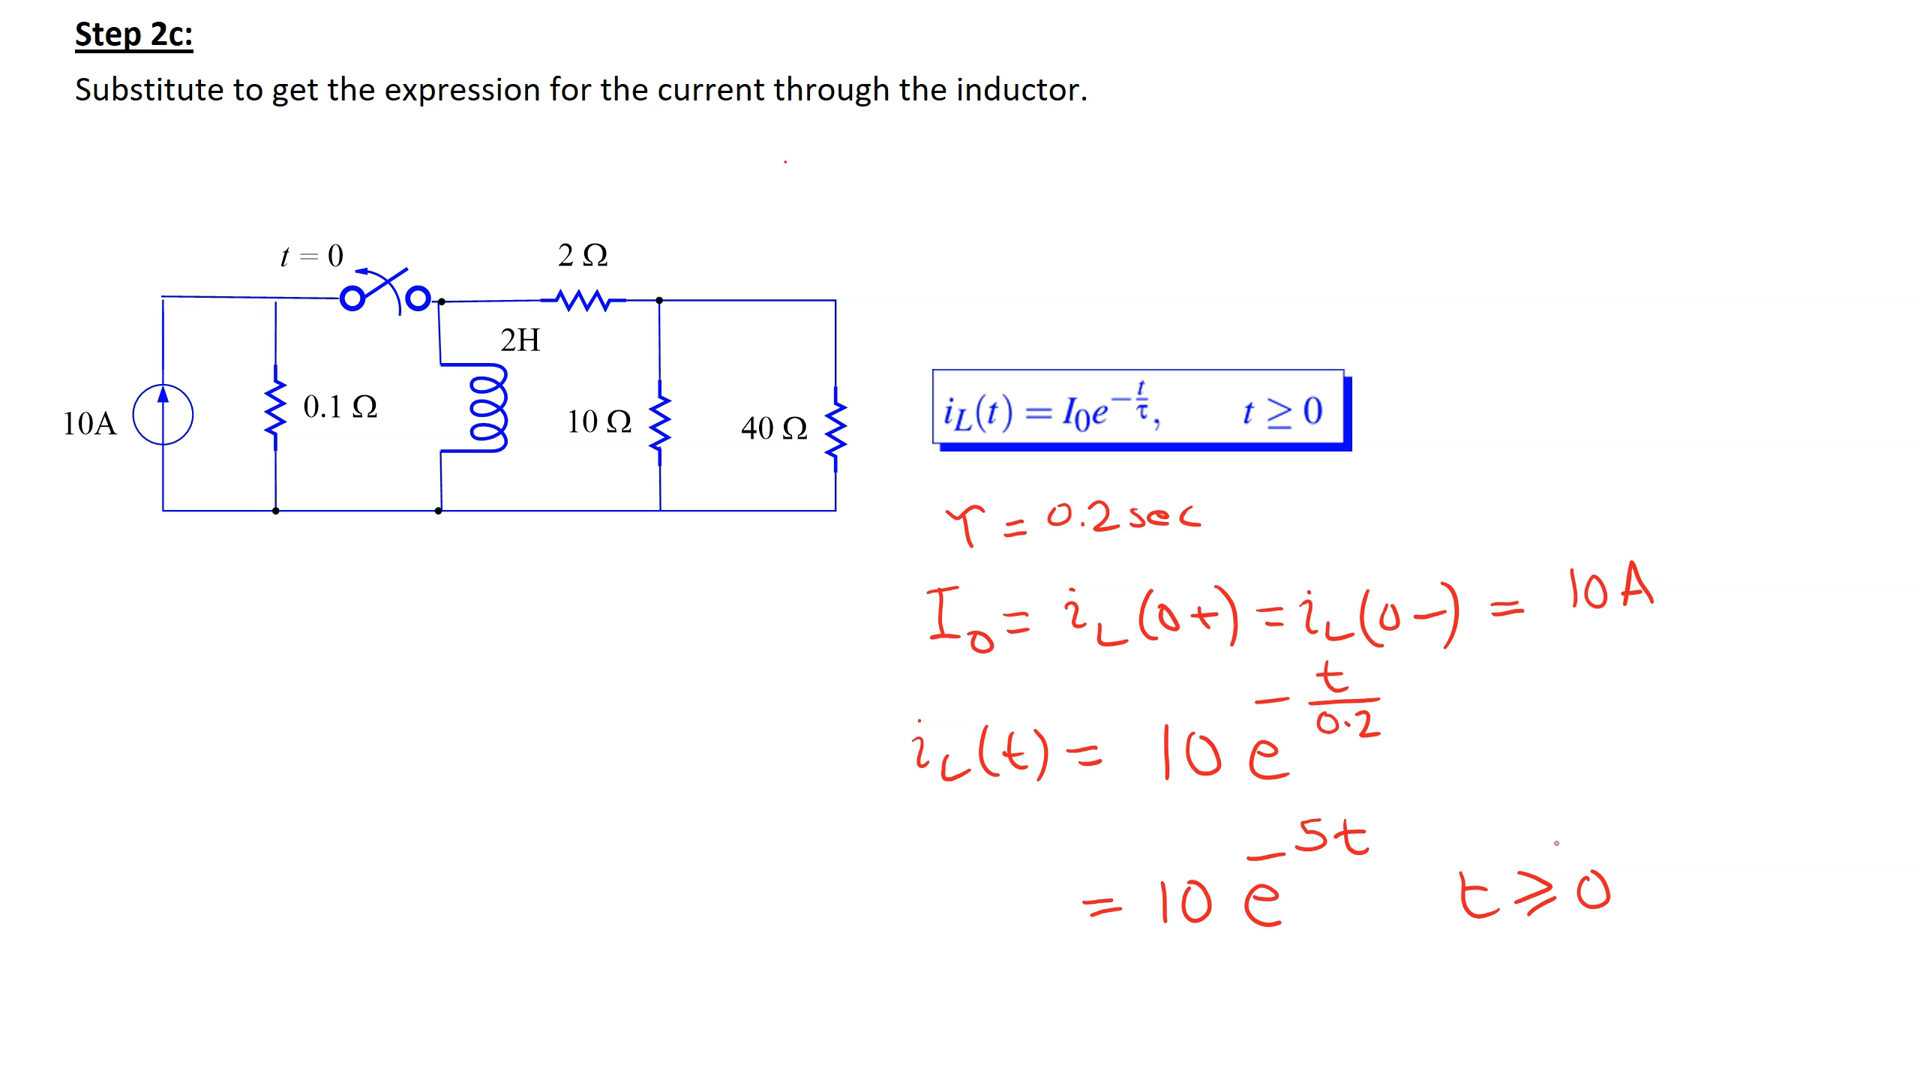 Step 2c:
Substitute to get the expression for the current through the inductor.
t = 0
2 Ω
2H
10A
0.1 Ω
10 Ω
40 Ω
i_L(t) = I_0 e^{-t/τ},    t ≥ 0
τ = 0.2 sec
I_0 = i_L(0+) = i_L(0-) = 10A
i_L(t) = 10 e^{-t/0.2}
= 10 e^{-5t}    t ≥ 0